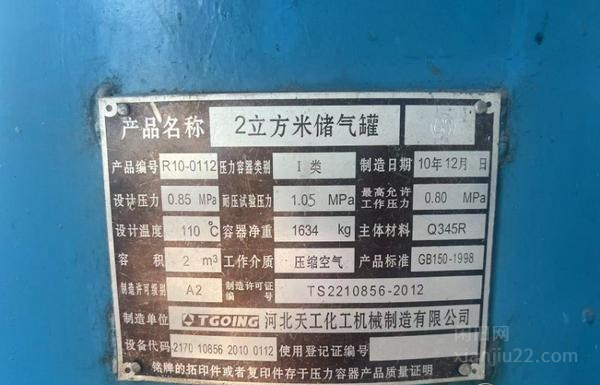 产品名称 2立方米储气罐
产品编号 R10-0112 压力容器类别 I 类 制造日期 10年12月 日
设计压力 0.85 MPa 耐压试验压力 1.05 MPa 最高允许工作压力 0.80 MPa
设计温度 110 ℃ 容器净重 1634 kg 主体材料 Q345R
容积 2 m³ 工作介质 压缩空气 产品标准 GB150-1998
制造许可级别 A2 制造许可证编号 TS2210856-2012
制造单位 TGOING 河北天工化工机械制造有限公司
设备代码 2170 10856 2010 0112 使用登记证编号
铭牌的拓印件或者复印件存于压力容器产品质量证明
闲旧网
xianjiu22.com